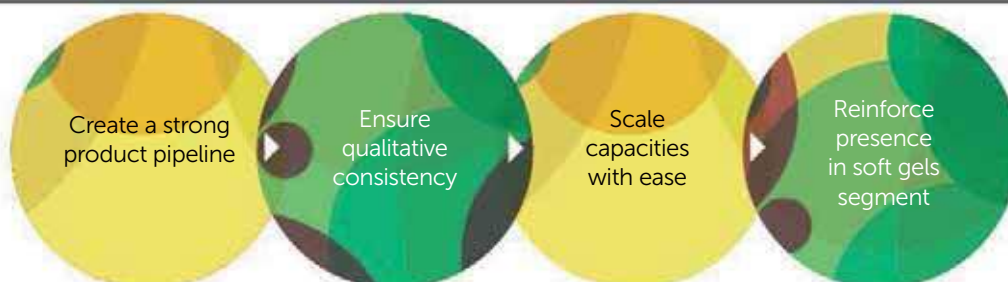 Create a strong
product pipeline
Ensure
qualitative
consistency
Scale
capacities
with ease
Reinforce
presence
in soft gels
segment